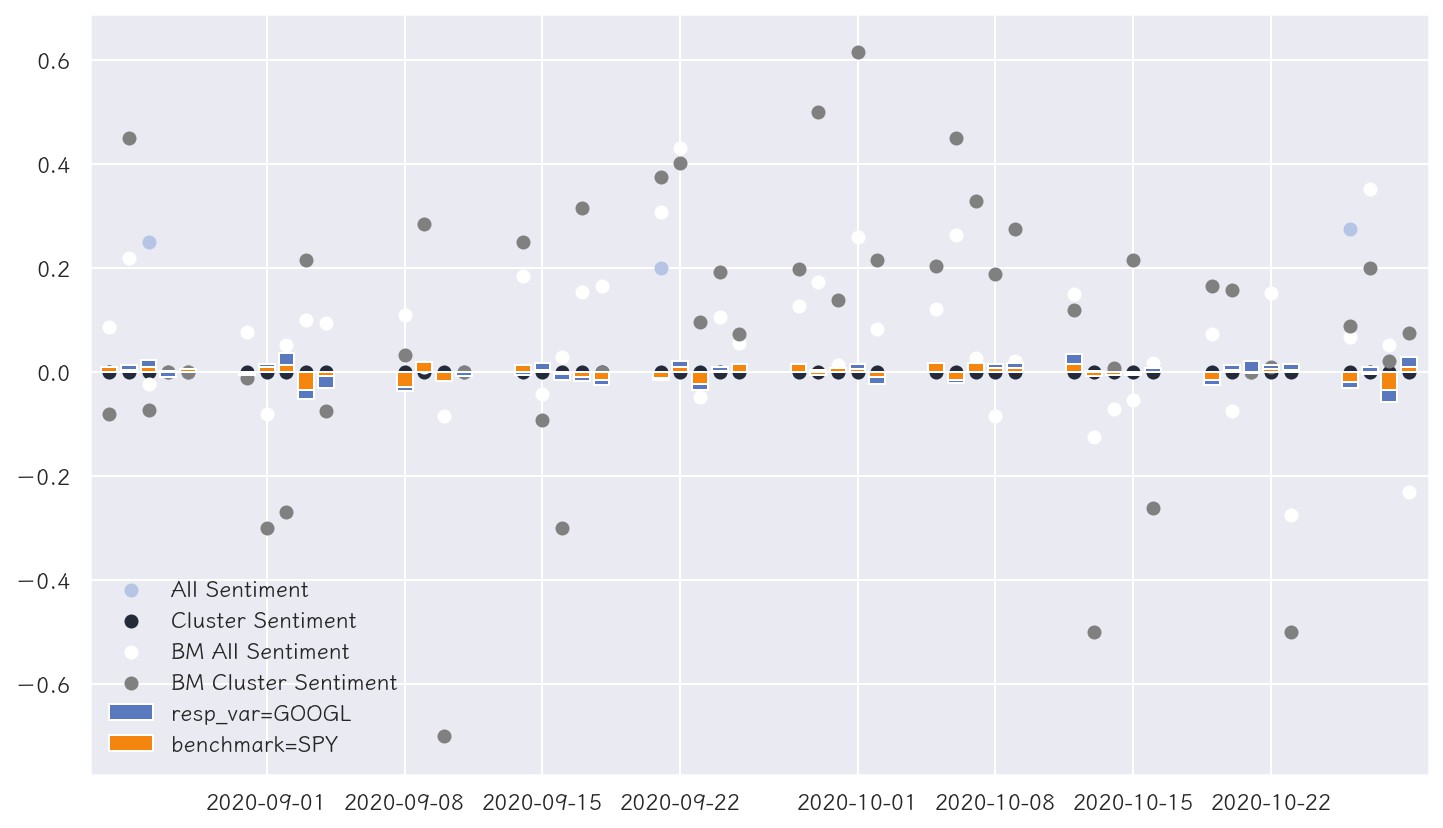 0.6
0.4
0.2
0.0
−0.2
−0.4
−0.6
All Sentiment
Cluster Sentiment
BM All Sentiment
BM Cluster Sentiment
resp_var=GOOGL
benchmark=SPY
2020-09-01 2020-09-08 2020-09-15 2020-09-22 2020-10-01 2020-10-08 2020-10-15 2020-10-22